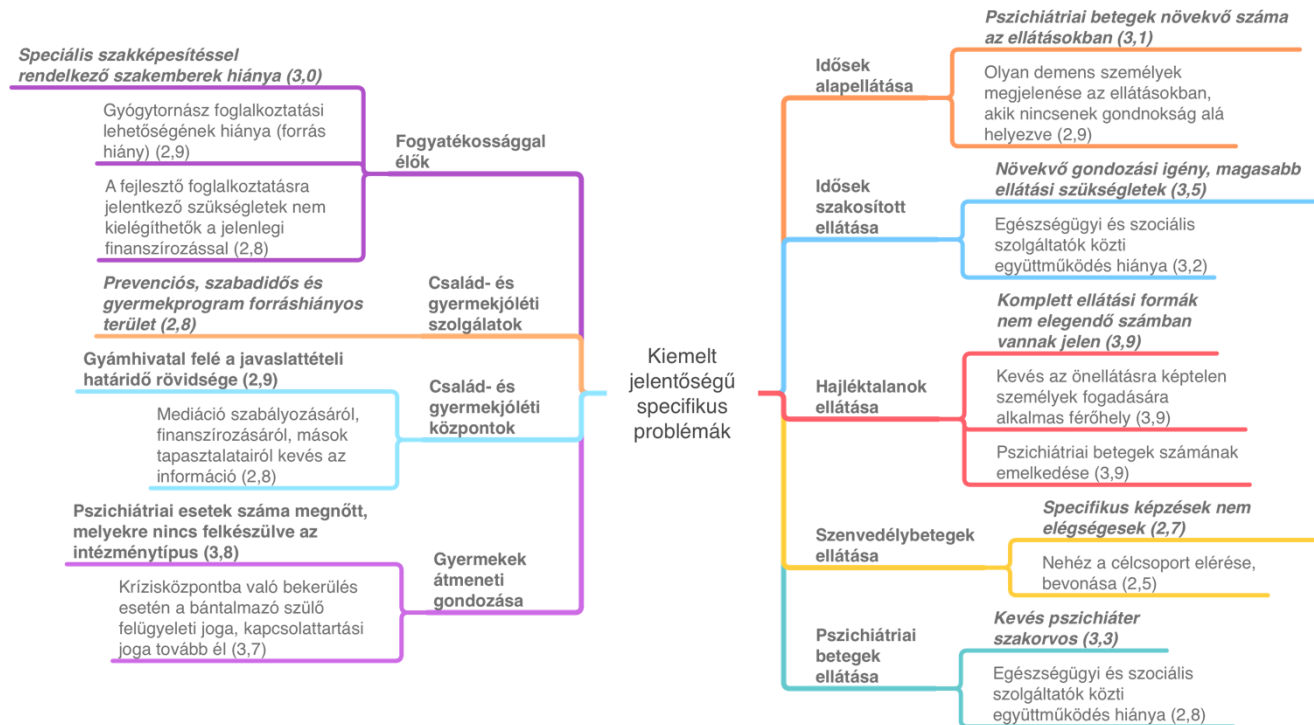 Kiemelt
jelentőségű
specifikus
problémák
Fogyatékossággal
élők
Speciális szakképesítéssel
rendelkező szakemberek hiánya (3,0)
Gyógytornász foglalkoztatási
lehetőségének hiánya (forrás
hiány) (2,9)
A fejlesztő foglalkoztatásra
jelentkező szükségletek nem
kielégíthetők a jelenlegi
finanszírozással (2,8)
Család- és
gyermekjóléti
szolgálatok
Prevenciós, szabadidős és
gyermekprogram forráshiányos
terület (2,8)
Család- és
gyermekjóléti
központok
Gyámhivatal felé a javaslattételi
határidő rövidsége (2,9)
Mediáció szabályozásáról,
finanszírozásáról, mások
tapasztalatairól kevés az
információ (2,8)
Gyermekek
átmeneti
gondozása
Pszichiátriai esetek száma megnőtt,
melyekre nincs felkészülve az
intézménytípus (3,8)
Krízisközpontba való bekerülés
esetén a bántalmazó szülő
felügyeleti joga, kapcsolattartási
joga tovább él (3,7)
Idősek
alapellátása
Pszichiátriai betegek növekvő száma
az ellátásokban (3,1)
Olyan demens személyek
megjelenése az ellátásokban,
akik nincsenek gondnokság alá
helyezve (2,9)
Idősek
szakosított
ellátása
Növekvő gondozási igény, magasabb
ellátási szükségletek (3,5)
Egészségügyi és szociális
szolgáltatók közti
együttműködés hiánya (3,2)
Hajléktalanok
ellátása
Komplett ellátási formák
nem elegendő számban
vannak jelen (3,9)
Kevés az önellátásra képtelen
személyek fogadására
alkalmas férőhely (3,9)
Pszichiátriai betegek számának
emelkedése (3,9)
Szenvedélybetegek
ellátása
Specifikus képzések nem
elégségesek (2,7)
Nehéz a célcsoport elérése,
bevonása (2,5)
Pszichiátriai
betegek
ellátása
Kevés pszichiáter
szakorvos (3,3)
Egészségügyi és szociális
szolgáltatók közti
együttműködés hiánya (2,8)